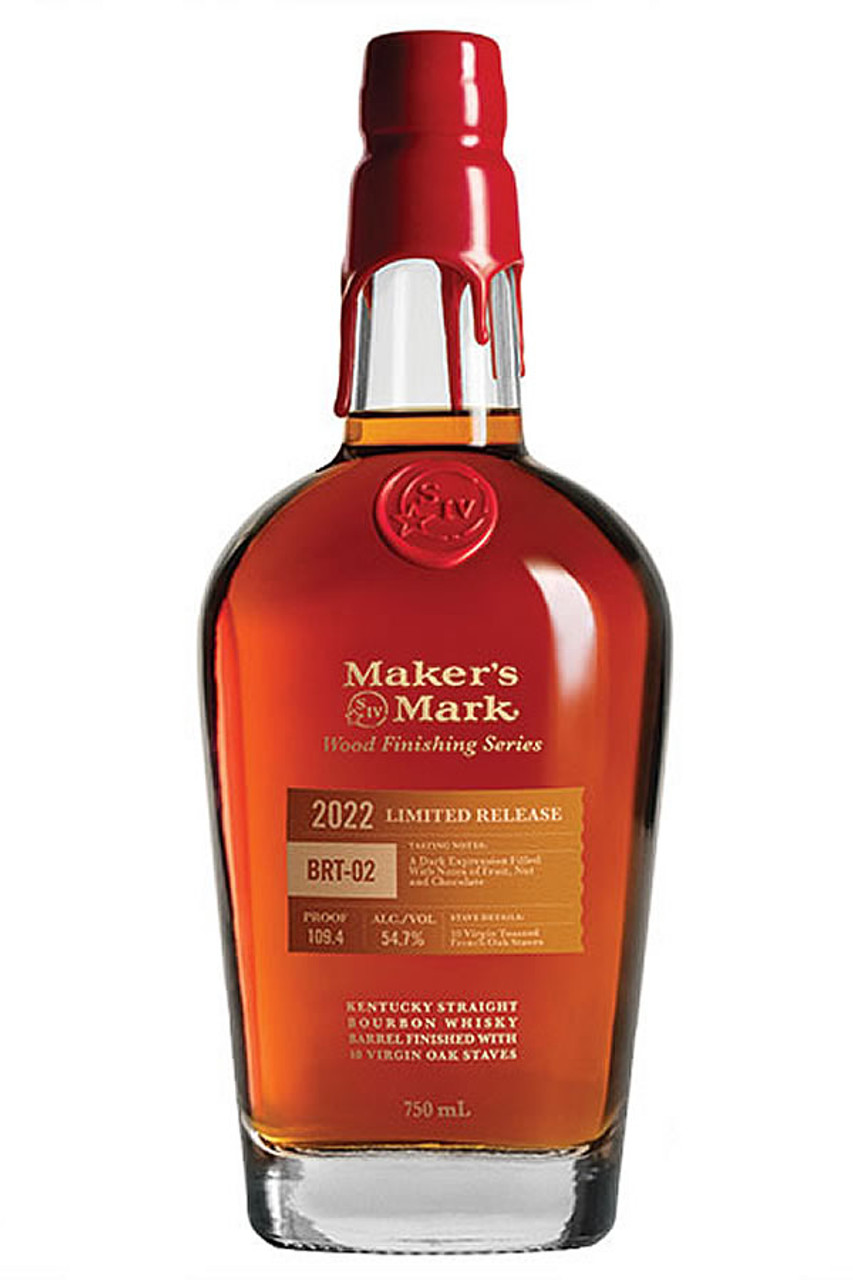 SIV
Maker's
SIV Mark
Wood Finishing Series
2022 LIMITED RELEASE
BRT-02
TASTING NOTES:
A Dark Expression Filled
With Notes of Fruit, Nut
and Chocolate
PROOF
109.4
ALC./VOL.
54.7%
STAVE DETAILS:
10 Virgin Toasted
French Oak Staves
KENTUCKY STRAIGHT
BOURBON WHISKY
BARREL FINISHED WITH
10 VIRGIN OAK STAVES
750 mL